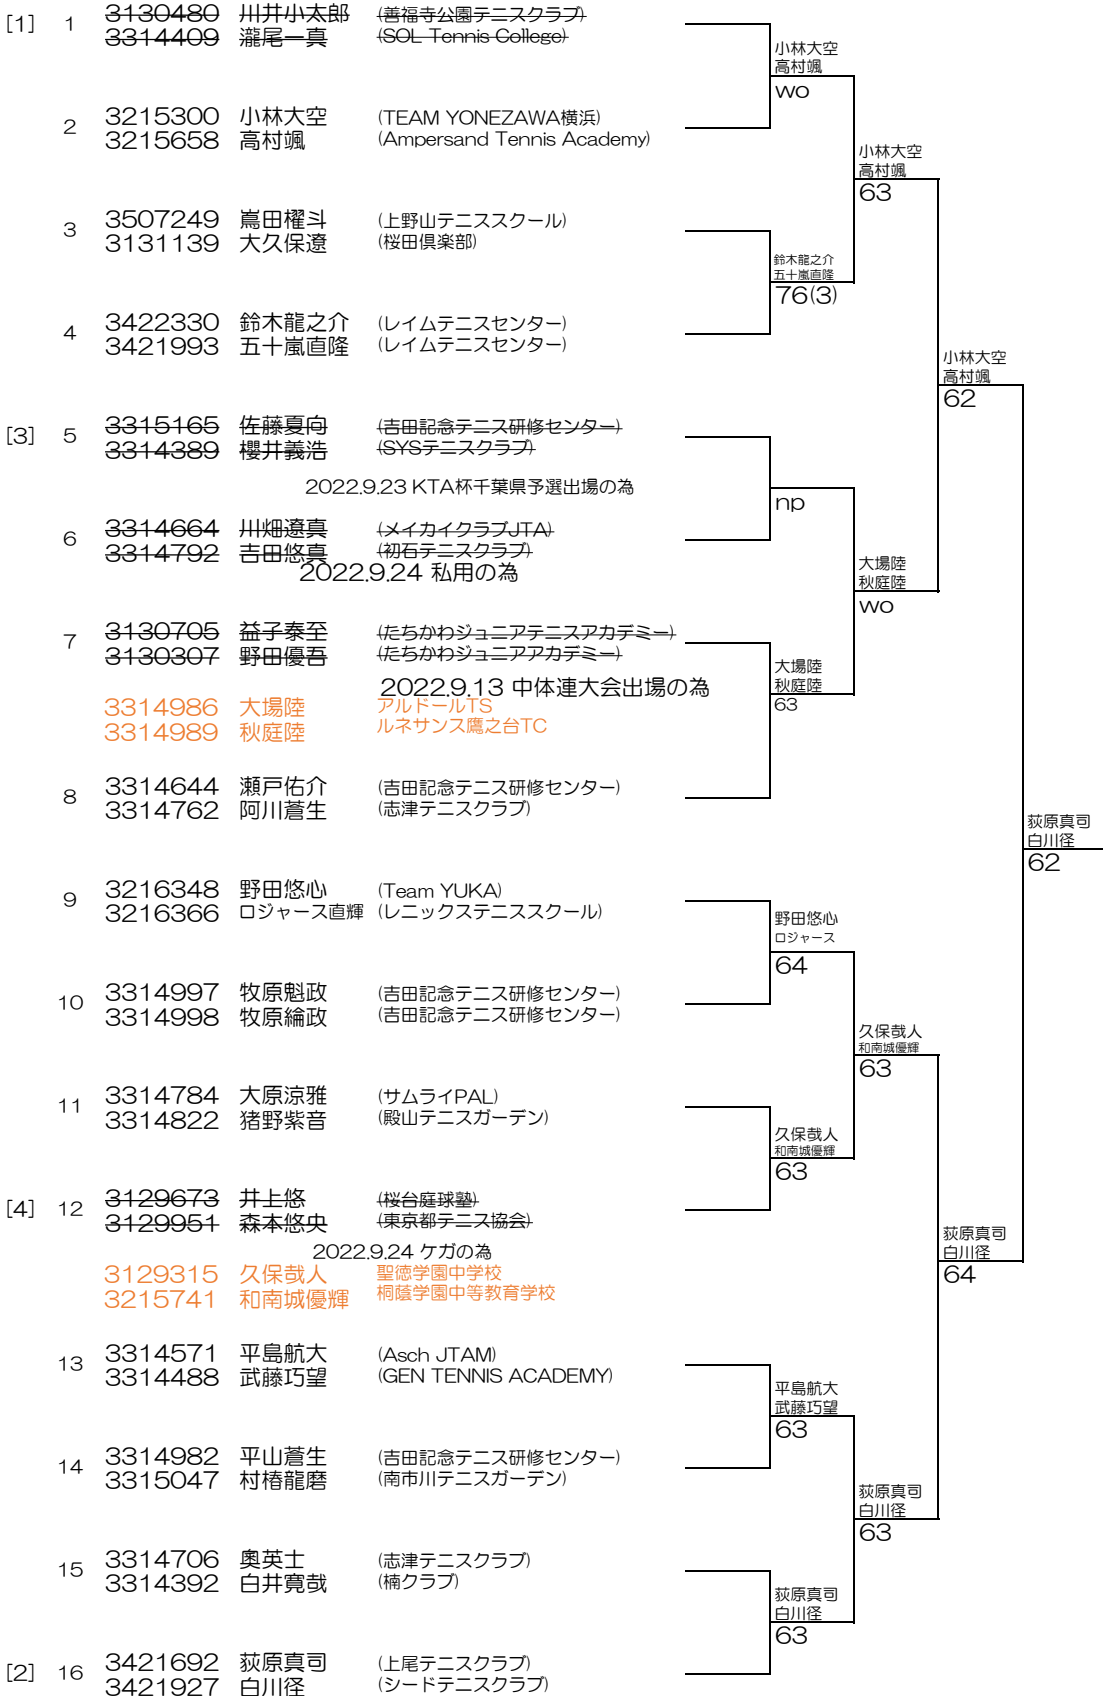 [1] 1 3130480 川井小太郎 (善福寺公園テニスクラブ)
3314409 瀧尾一真 (SOL Tennis College)
小林大空
高村颯
wo
2 3215300 小林大空 (TEAM YONEZAWA横浜)
3215658 高村颯 (Ampersand Tennis Academy)
小林大空
高村颯
63
3 3507249 嶌田櫂斗 (上野山テニススクール)
3131139 大久保遼 (桜田倶楽部)
鈴木龍之介
五十嵐直隆
76(3)
4 3422330 鈴木龍之介 (レイムテニスセンター)
3421993 五十嵐直隆 (レイムテニスセンター)
小林大空
高村颯
62
[3] 5 3315165 佐藤夏向 (吉田記念テニス研修センター)
3314389 櫻井義浩 (SYSテニスクラブ)
2022.9.23 KTA杯千葉県予選出場の為
np
6 3314664 川畑遼真 (メイカイクラブJTA)
3314792 吉田悠真 (初石テニスクラブ)
2022.9.24 私用の為
大場陸
秋庭陸
wo
7 3130705 益子泰至 (たちかわジュニアテニスアカデミー)
3130307 野田優吾 (たちかわジュニアアカデミー)
2022.9.13 中体連大会出場の為
大場陸
秋庭陸
63
3314986 大場陸 アルドールTS
3314989 秋庭陸 ルネサンス鷹之台TC
8 3314644 瀬戸佑介 (吉田記念テニス研修センター)
3314762 阿川蒼生 (志津テニスクラブ)
荻原真司
白川径
62
9 3216348 野田悠心 (Team YUKA)
3216366 ロジャース直輝 (レニックステニススクール)
野田悠心
ロジャース
64
10 3314997 牧原魁政 (吉田記念テニス研修センター)
3314998 牧原綸政 (吉田記念テニス研修センター)
久保哉人
和南城優輝
63
11 3314784 大原涼雅 (サムライPAL)
3314822 猪野紫音 (殿山テニスガーデン)
久保哉人
和南城優輝
63
[4] 12 3129673 井上悠 (桜台庭球塾)
3129951 森本悠央 (東京都テニス協会)
2022.9.24 ケガの為
3129315 久保哉人 聖徳学園中学校
3215741 和南城優輝 桐蔭学園中等教育学校
荻原真司
白川径
64
13 3314571 平島航大 (Asch JTAM)
3314488 武藤巧望 (GEN TENNIS ACADEMY)
平島航大
武藤巧望
63
14 3314982 平山蒼生 (吉田記念テニス研修センター)
3315047 村椿龍磨 (南市川テニスガーデン)
荻原真司
白川径
63
15 3314706 奥英士 (志津テニスクラブ)
3314392 白井寛哉 (楠クラブ)
荻原真司
白川径
63
[2] 16 3421692 荻原真司 (上尾テニスクラブ)
3421927 白川径 (シードテニスクラブ)